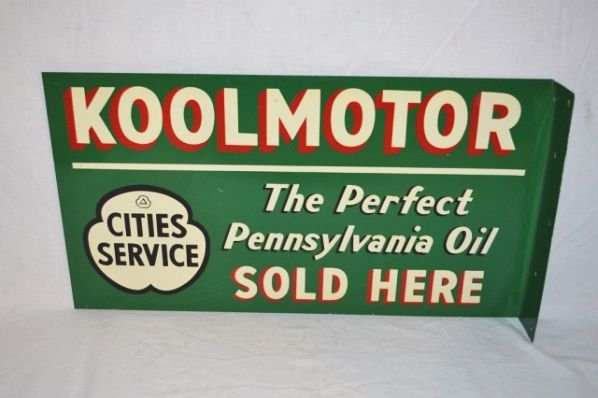 KOOLMOTOR
CITIES
SERVICE
The Perfect
Pennsylvania Oil
SOLD HERE